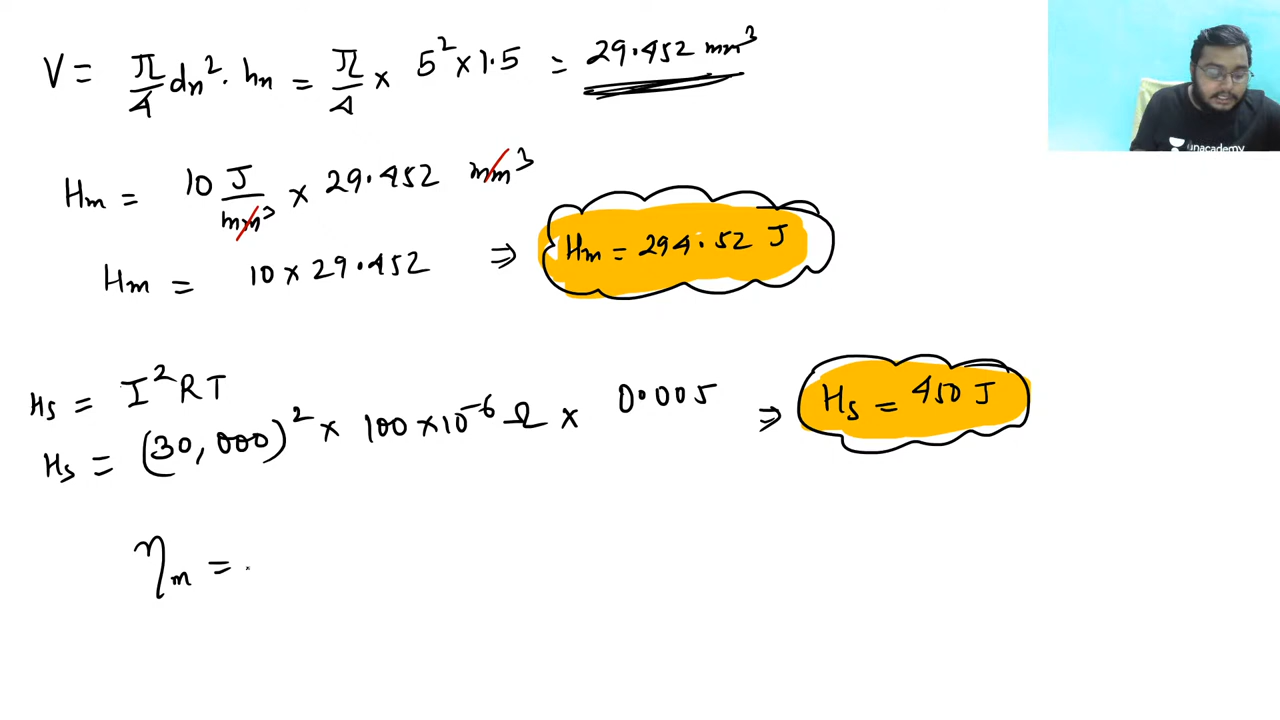 V = π/4 dn². hn = π/4 × 5² × 1.5 = 29.452 mm³
unacademy
Hm = 10 J/mm³ × 29.452 mm³
Hm = 10 × 29.452 ⇒ Hm = 294.52 J
Hs = I²RT
Hs = (30,000)² × 100 × 10⁻⁶ Ω × 0.005 ⇒ Hs = 450 J
ηm =